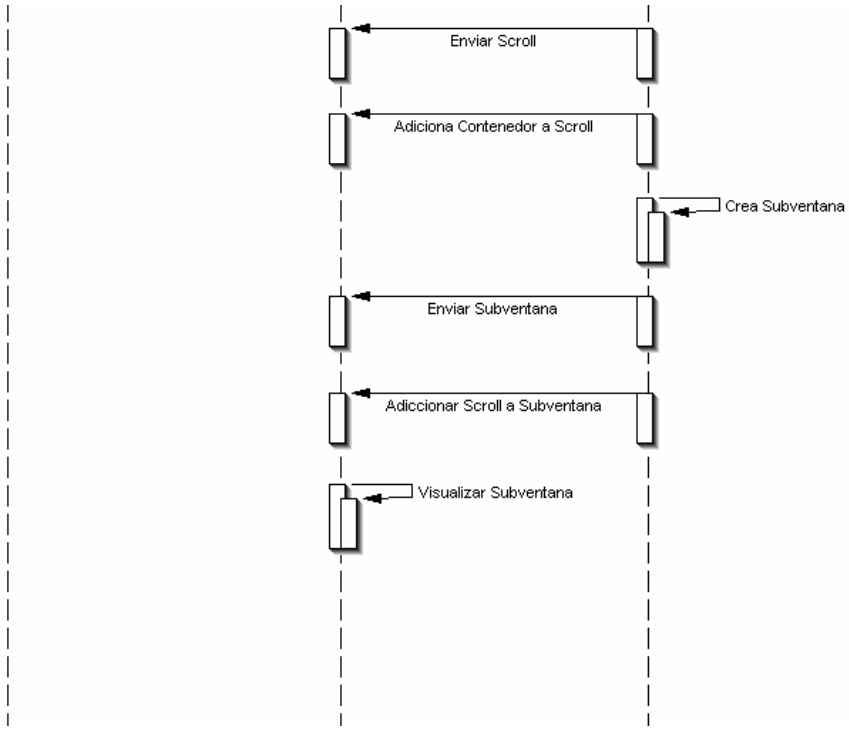 Enviar Scroll
Adiciona Contenedor a Scroll
Crea Subventana
Enviar Subventana
Adiccionar Scroll a Subventana
Visualizar Subventana